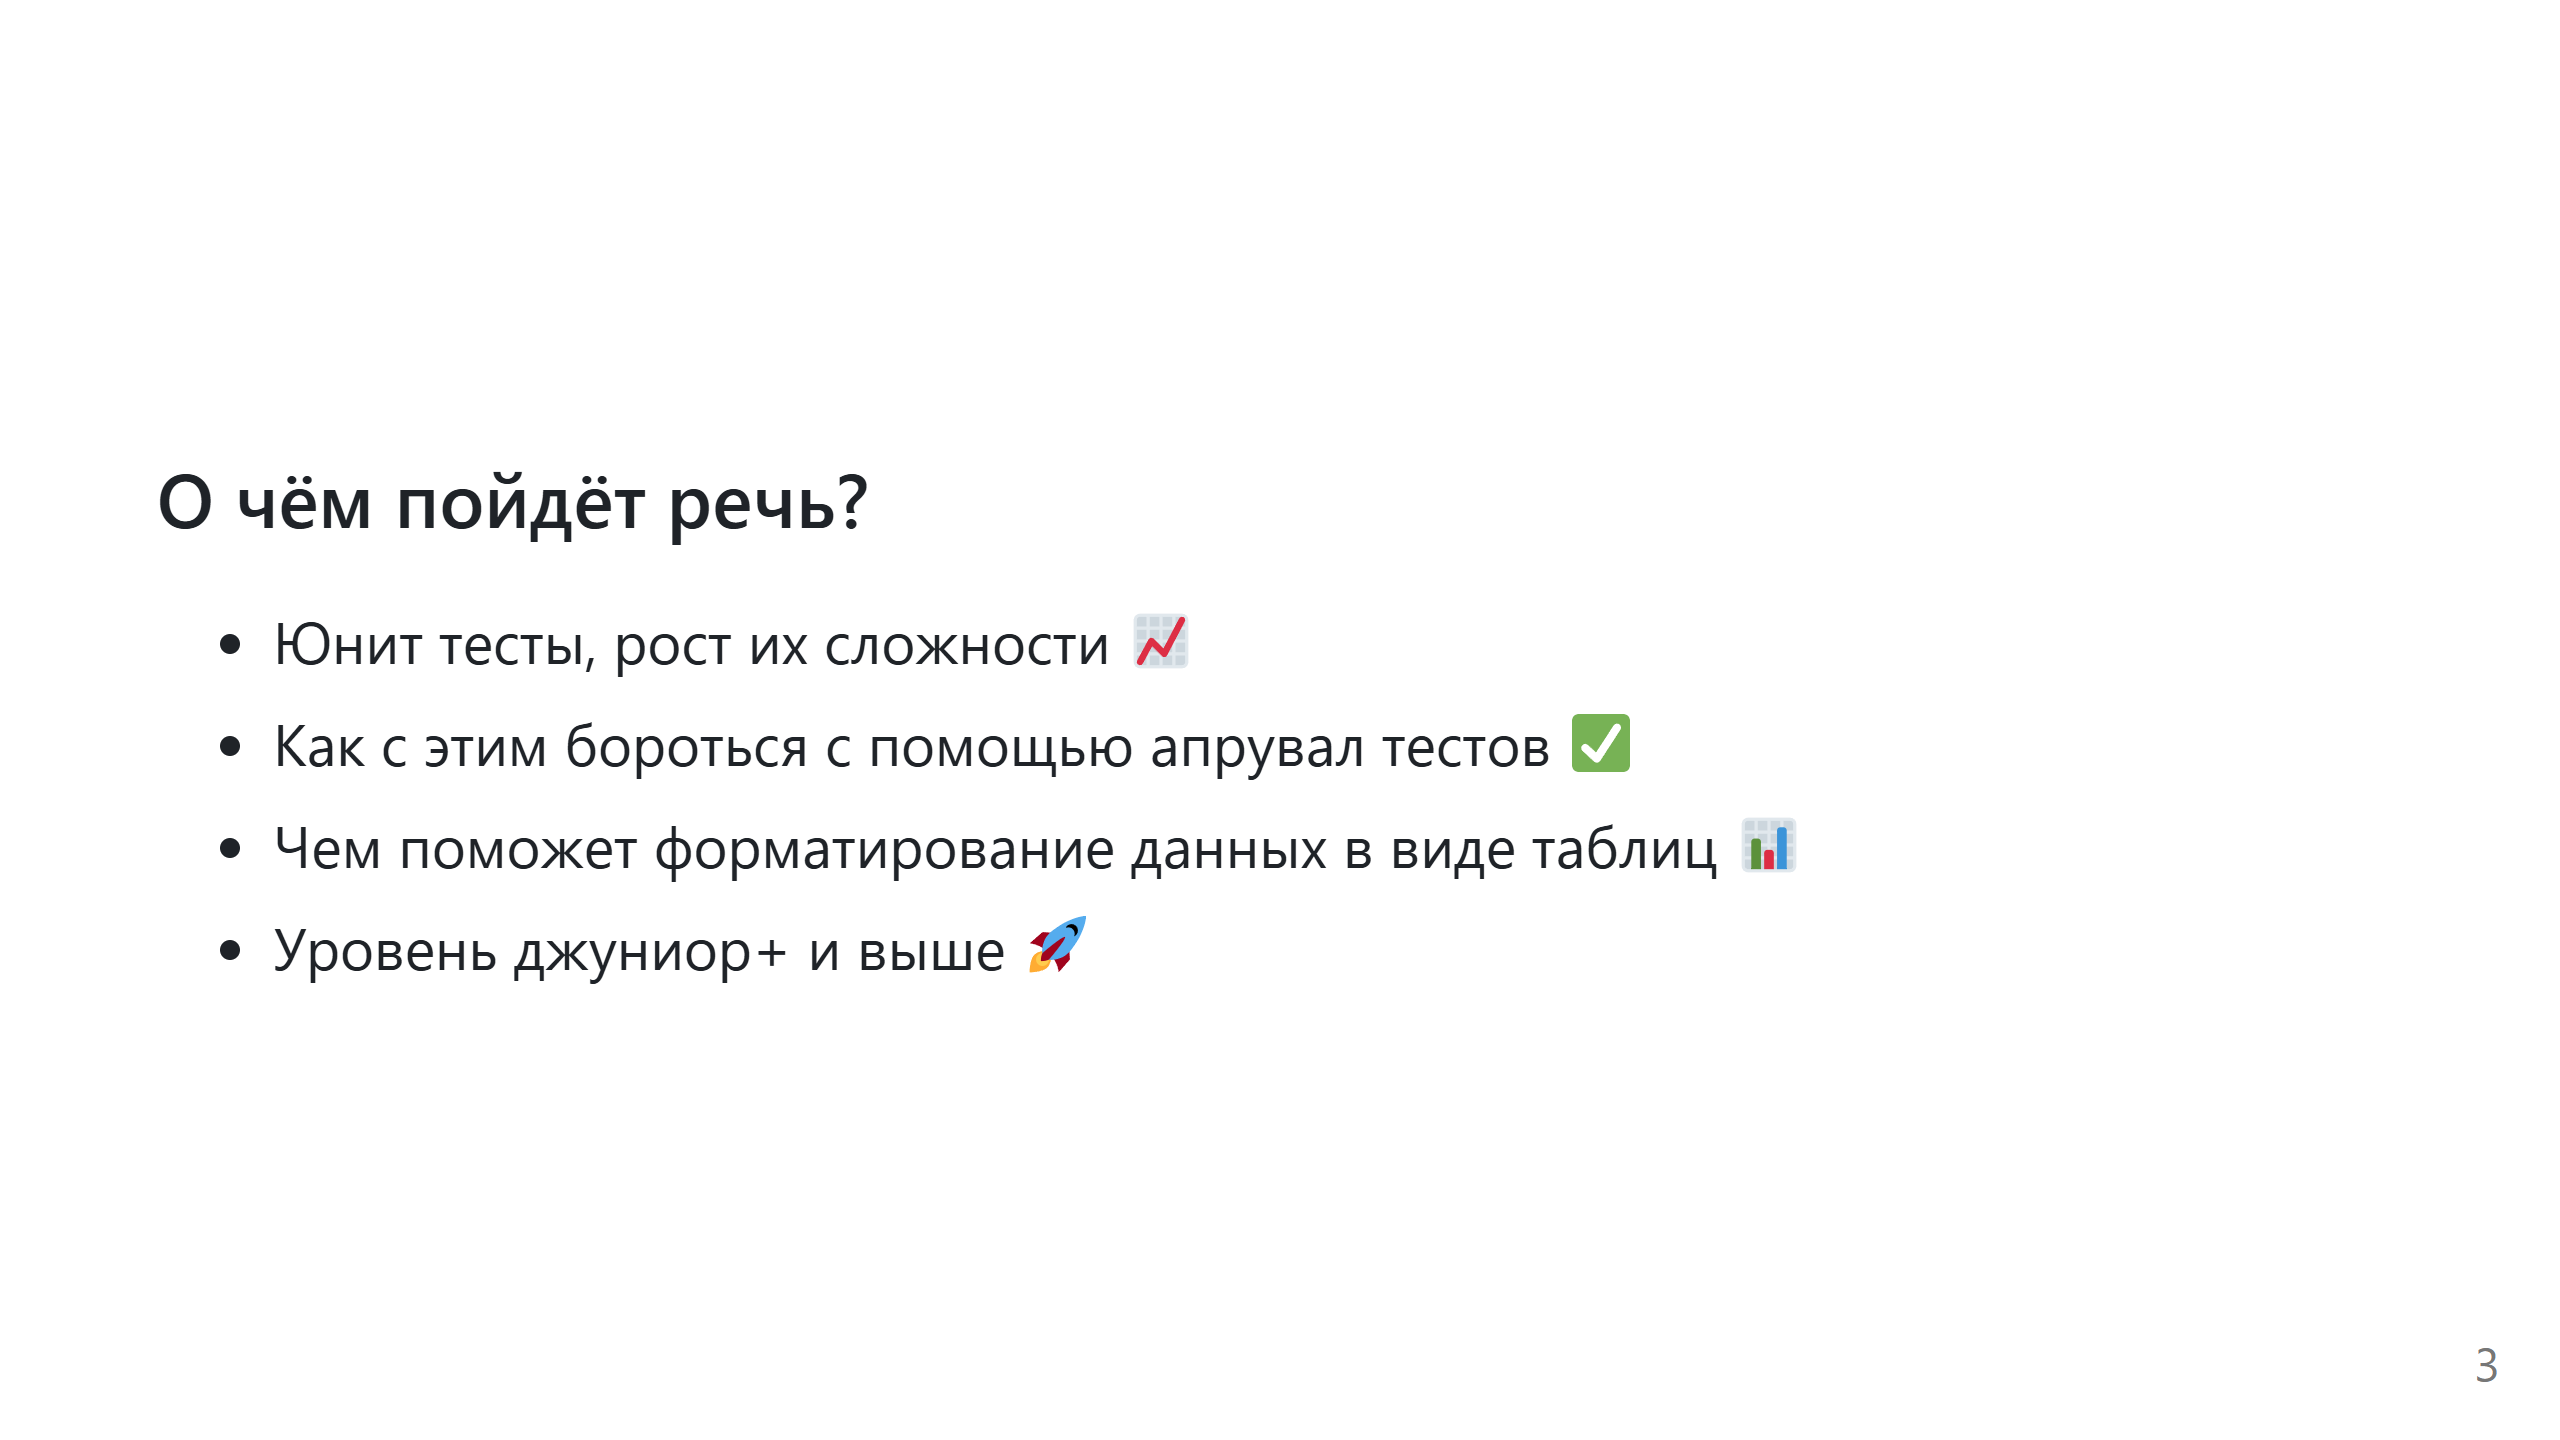 О чём пойдёт речь?
• Юнит тесты, рост их сложности 📈
• Как с этим бороться с помощью апрувал тестов ✅
• Чем поможет форматирование данных в виде таблиц 📊
• Уровень джуниор+ и выше 🚀
3